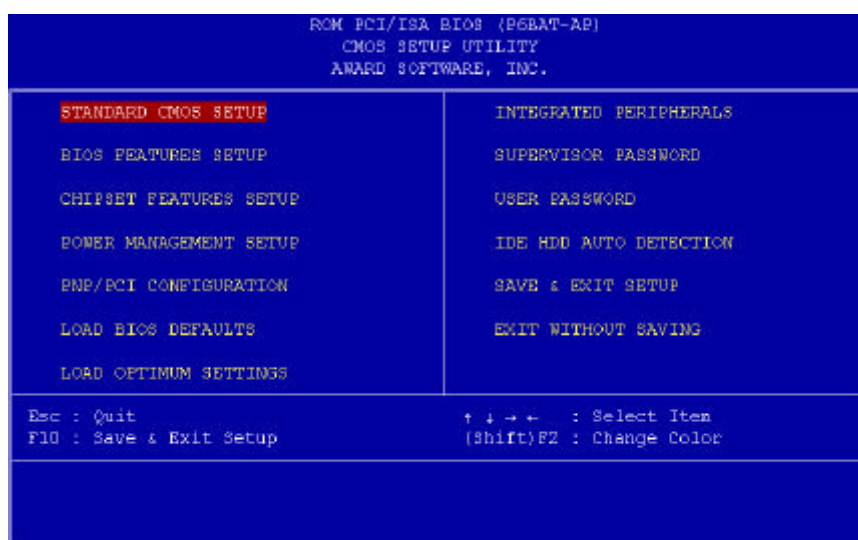 ROM PCI/ISA BIOS (P6BAT-AP)
CMOS SETUP UTILITY
AWARD SOFTWARE, INC.
STANDARD CMOS SETUP
BIOS FEATURES SETUP
CHIPSET FEATURES SETUP
POWER MANAGEMENT SETUP
PNP/PCI CONFIGURATION
LOAD BIOS DEFAULTS
LOAD OPTIMUM SETTINGS
INTEGRATED PERIPHERALS
SUPERVISOR PASSWORD
USER PASSWORD
IDE HDD AUTO DETECTION
SAVE & EXIT SETUP
EXIT WITHOUT SAVING
Esc : Quit
F10 : Save & Exit Setup
↑ ↓ → ← : Select Item
(Shift)F2 : Change Color